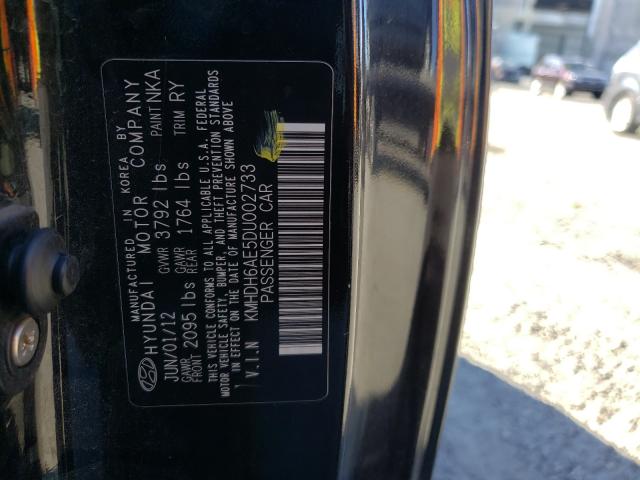 MANUFACTURED IN KOREA BY
HYUNDAI MOTOR COMPANY
JUN/01/12 GVWR 3792 lbs PAINT NKA
GAWR FRONT 2095 lbs GAWR REAR 1764 lbs TRIM RY
THIS VEHICLE CONFORMS TO ALL APPLICABLE U.S.A. FEDERAL
MOTOR VEHICLE SAFETY, BUMPER, AND THEFT PREVENTION STANDARDS
IN EFFECT ON THE DATE OF MANUFACTURE SHOWN ABOVE
V.I.N KMHDH6AE5DU002733
PASSENGER CAR